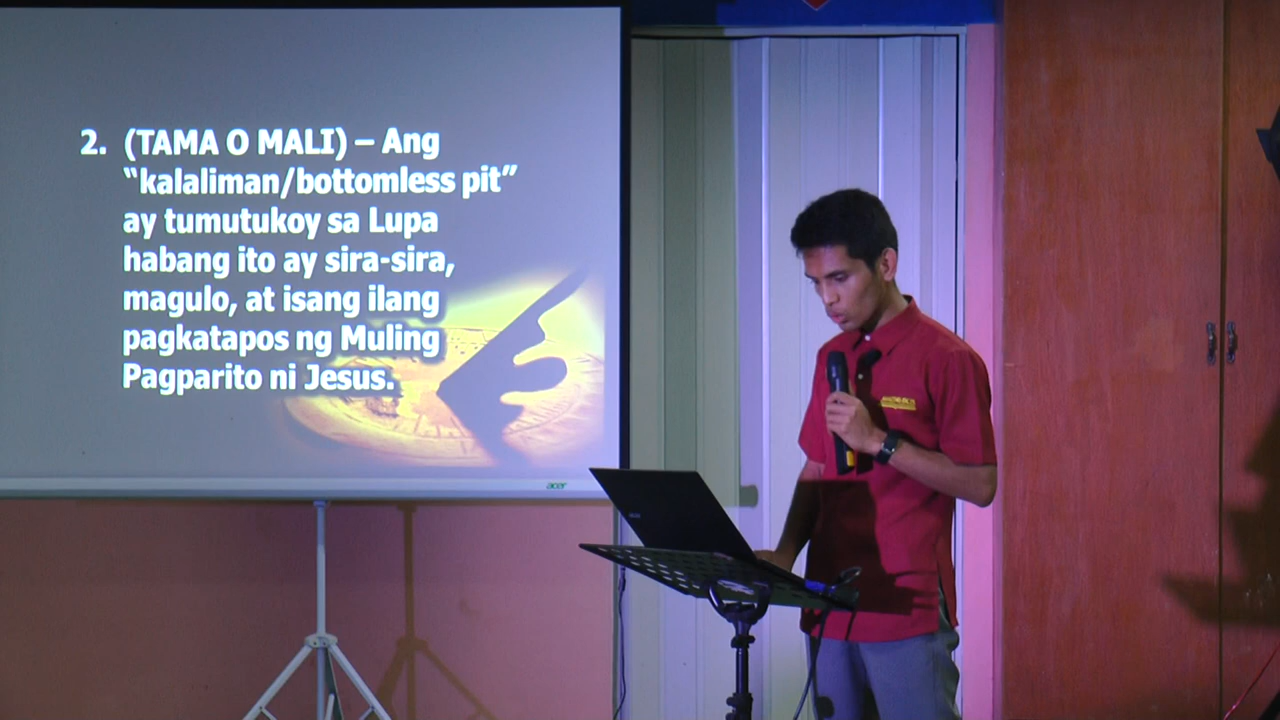 2. (TAMA O MALI) – Ang
“kalaliman/bottomless pit”
ay tumutukoy sa Lupa
habang ito ay sira-sira,
magulo, at isang ilang
pagkatapos ng Muling
Pagparito ni Jesus.
acer